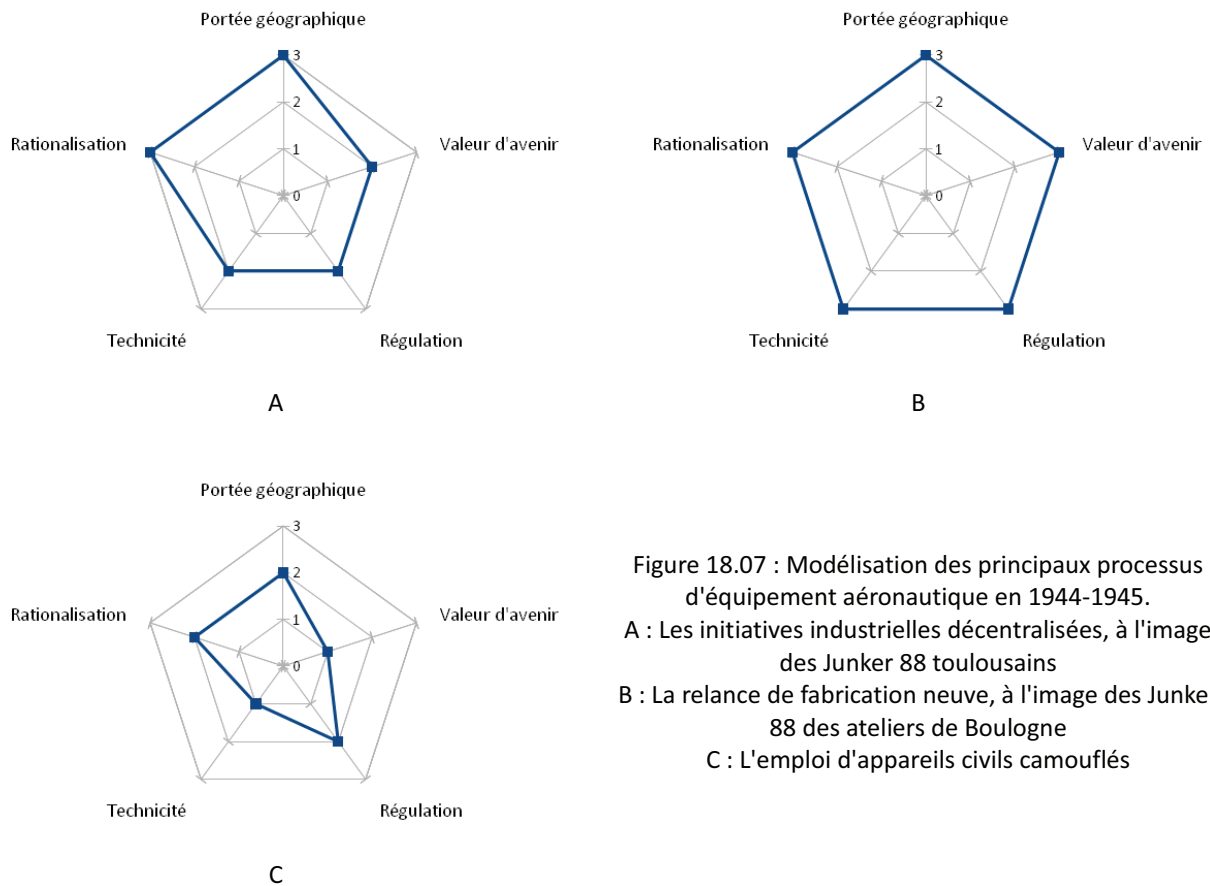 Portée géographique
3
2
1
0
Rationalisation
Valeur d'avenir
Technicité
Régulation
A
Portée géographique
3
2
1
0
Rationalisation
Valeur d'avenir
Technicité
Régulation
B
Portée géographique
3
2
1
0
Rationalisation
Valeur d'avenir
Technicité
Régulation
C
Figure 18.07 : Modélisation des principaux processus
d'équipement aéronautique en 1944-1945.
A : Les initiatives industrielles décentralisées, à l'image
des Junker 88 toulousains
B : La relance de fabrication neuve, à l'image des Junke
88 des ateliers de Boulogne
C : L'emploi d'appareils civils camouflés